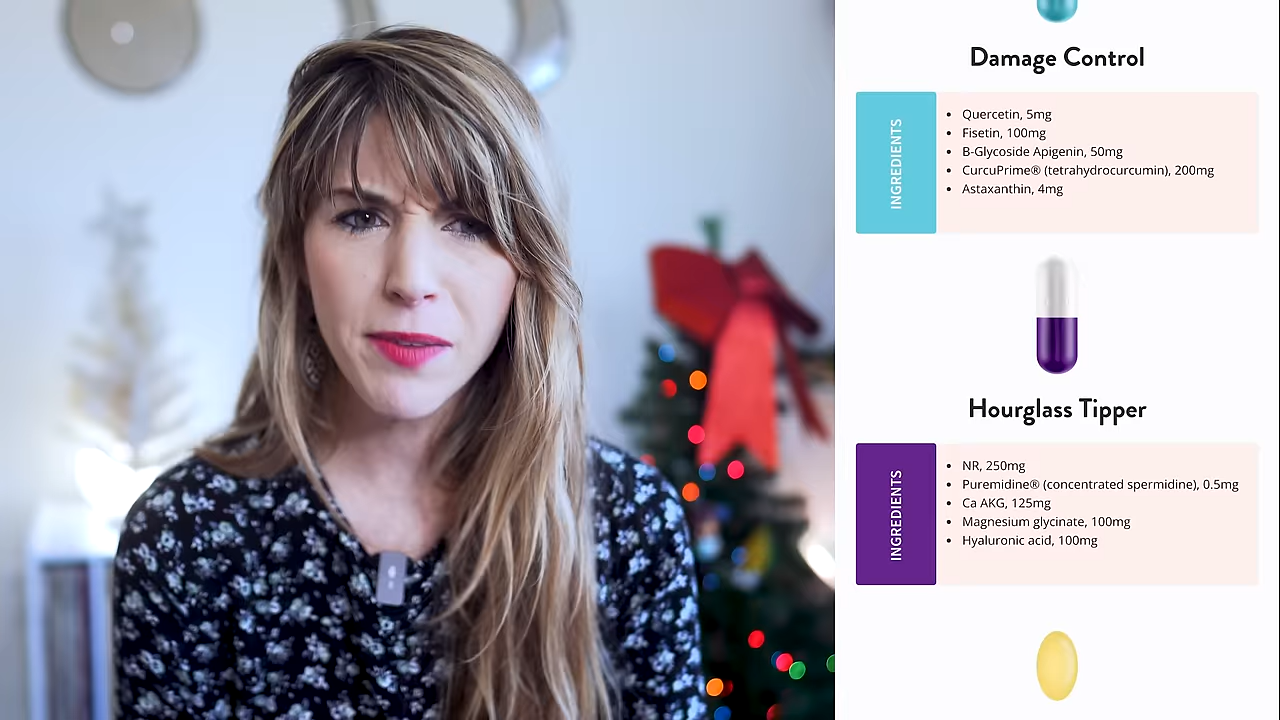 Damage Control
INGREDIENTS
Quercetin, 5mg
Fisetin, 100mg
B-Glycoside Apigenin, 50mg
CurcuPrime® (tetrahydrocurcumin), 200mg
Astaxanthin, 4mg
Hourglass Tipper
INGREDIENTS
NR, 250mg
Puremidine® (concentrated spermidine), 0.5mg
Ca AKG, 125mg
Magnesium glycinate, 100mg
Hyaluronic acid, 100mg